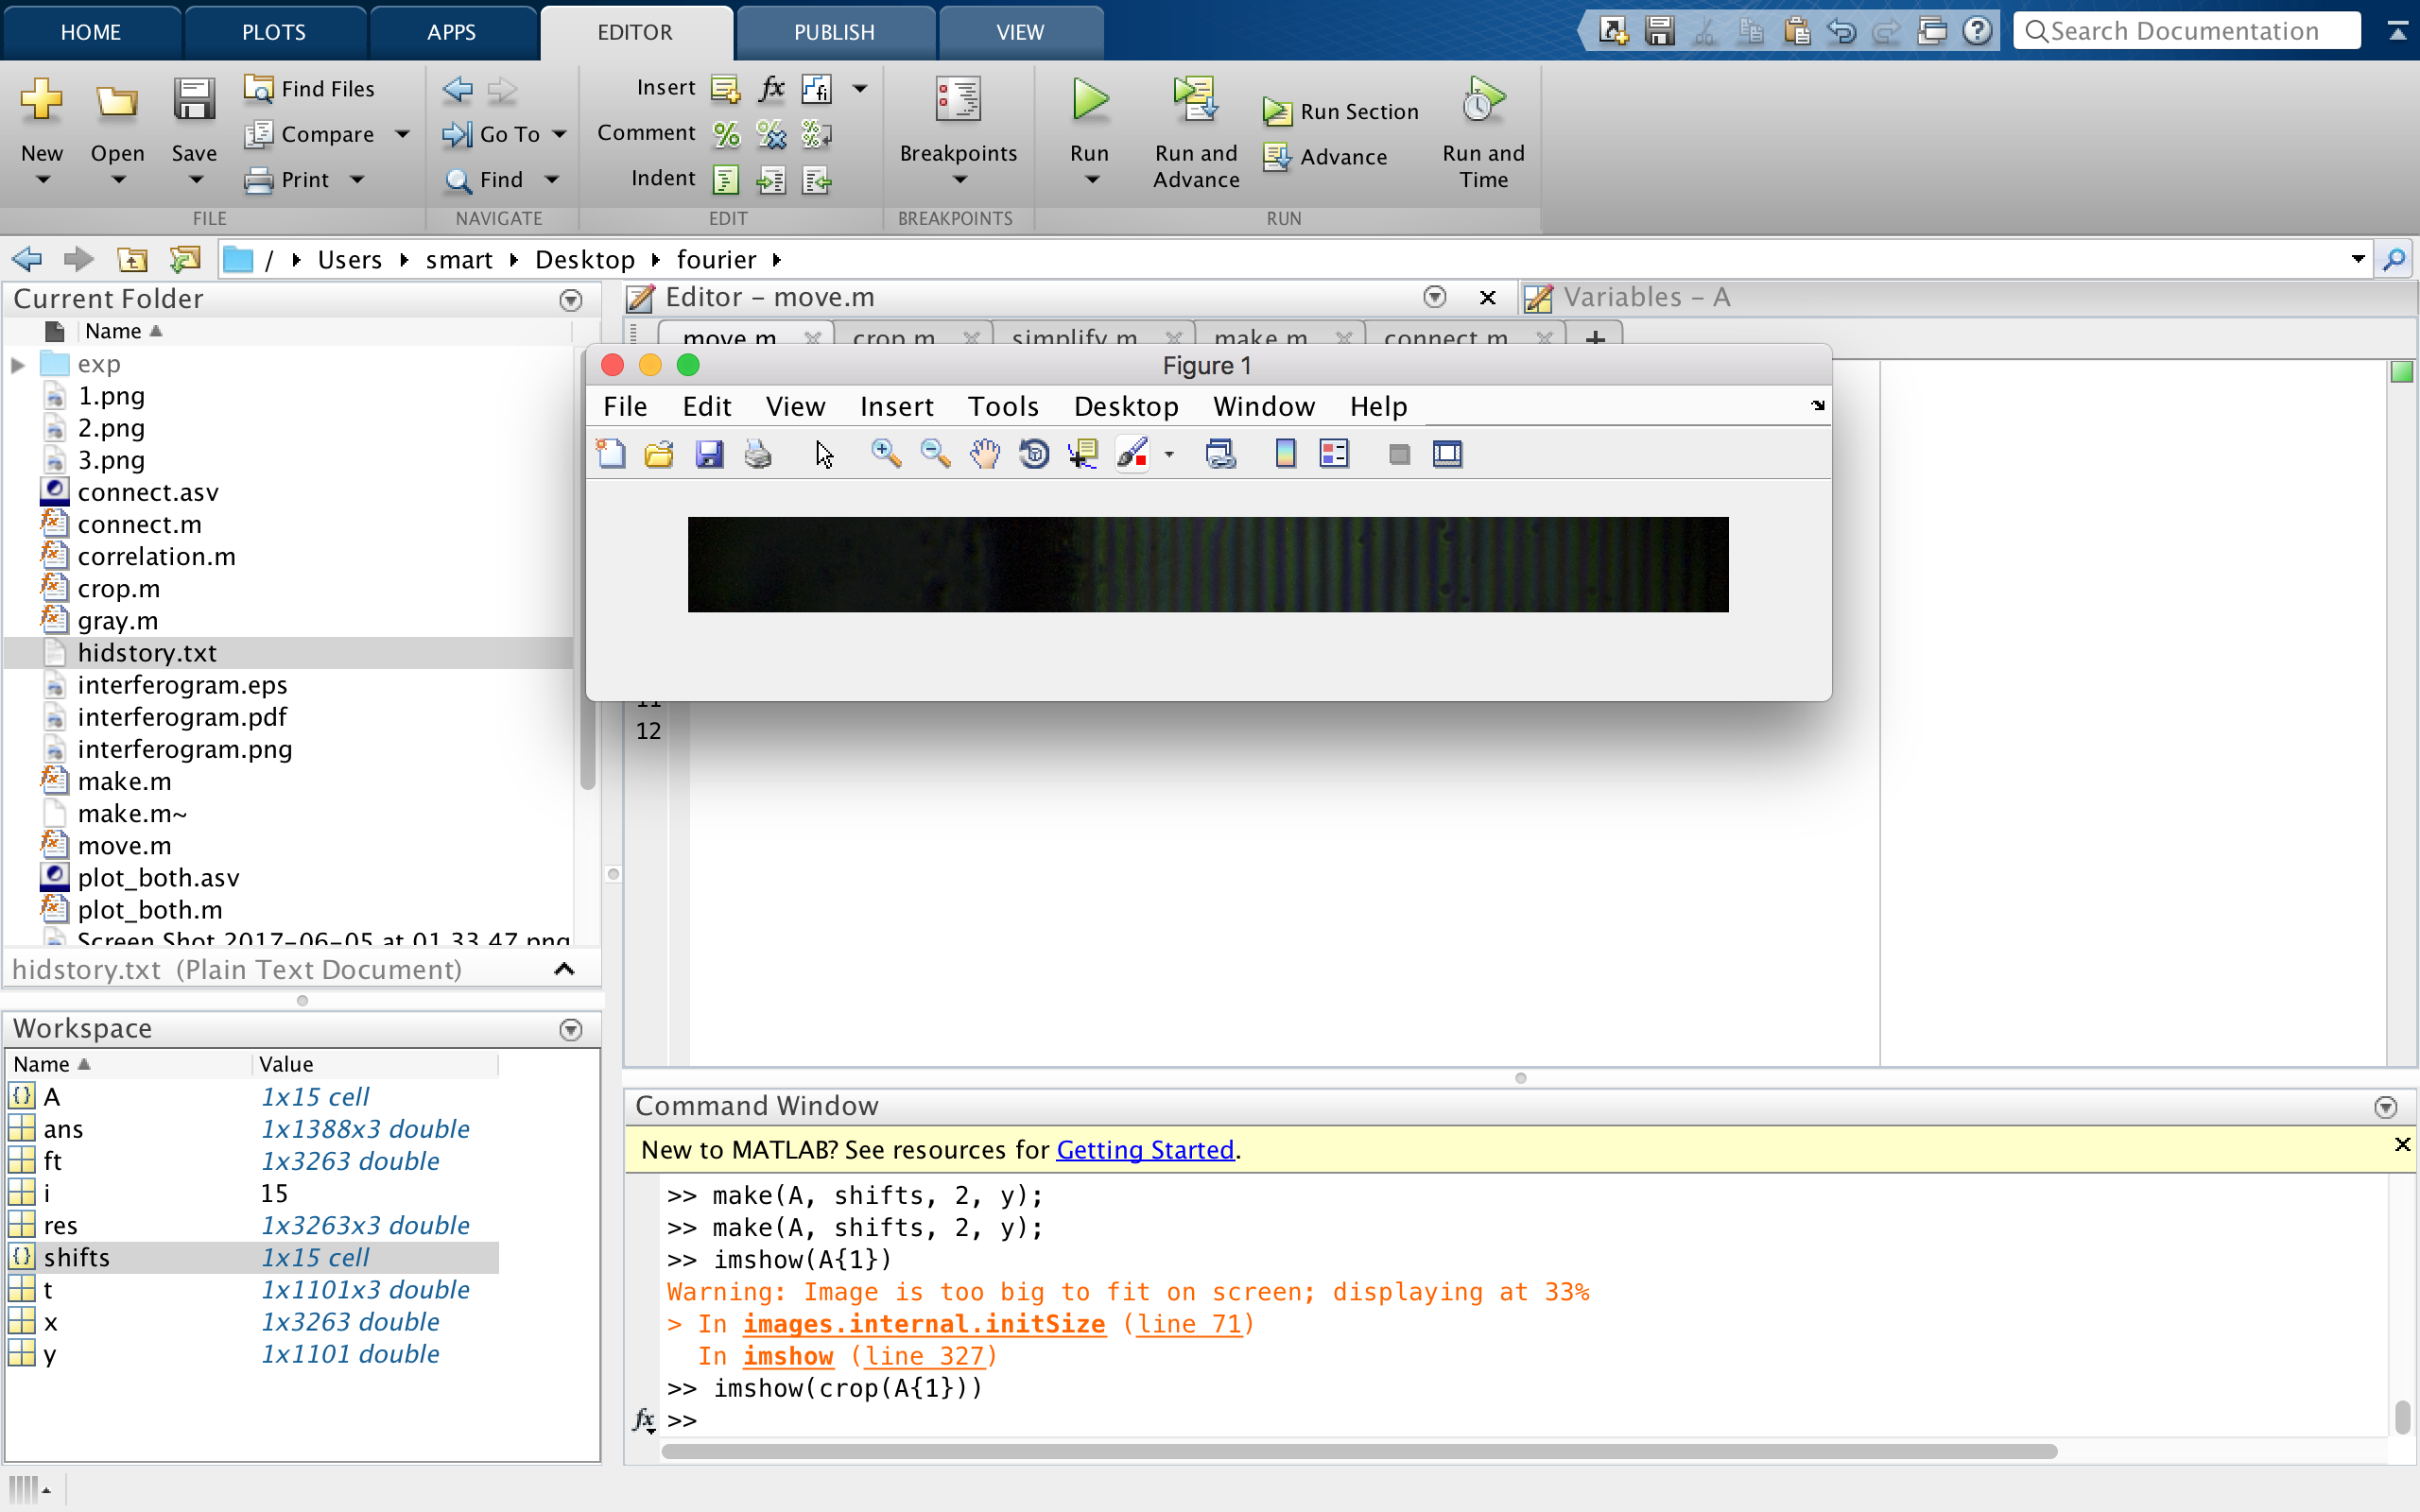 HOME PLOTS APPS EDITOR PUBLISH VIEW Search Documentation
New Open Save Find Files Compare Print
Go To Find
Insert fx fi
Comment
Indent
Breakpoints
Run Run and Advance Run Section Advance Run and Time
FILE NAVIGATE EDIT BREAKPOINTS RUN
/ Users smart Desktop fourier
Current Folder
Name
exp
1.png
2.png
3.png
connect.asv
connect.m
correlation.m
crop.m
gray.m
hidstory.txt
interferogram.eps
interferogram.pdf
interferogram.png
make.m
make.m~
move.m
plot_both.asv
plot_both.m
Screen Shot 2017-06-05 at 01.33.47.png
hidstory.txt (Plain Text Document)
Workspace
Name Value
A 1x15 cell
ans 1x1388x3 double
ft 1x3263 double
i 15
res 1x3263x3 double
shifts 1x15 cell
t 1x1101x3 double
x 1x3263 double
y 1x1101 double
Editor – move.m
Variables – A
move.m crop.m simplify.m make.m connect.m
Figure 1
File Edit View Insert Tools Desktop Window Help
11
12
Command Window
New to MATLAB? See resources for Getting Started.
>> make(A, shifts, 2, y);
>> make(A, shifts, 2, y);
>> imshow(A{1})
Warning: Image is too big to fit on screen; displaying at 33%
> In images.internal.initSize (line 71)
In imshow (line 327)
>> imshow(crop(A{1}))
fx >>